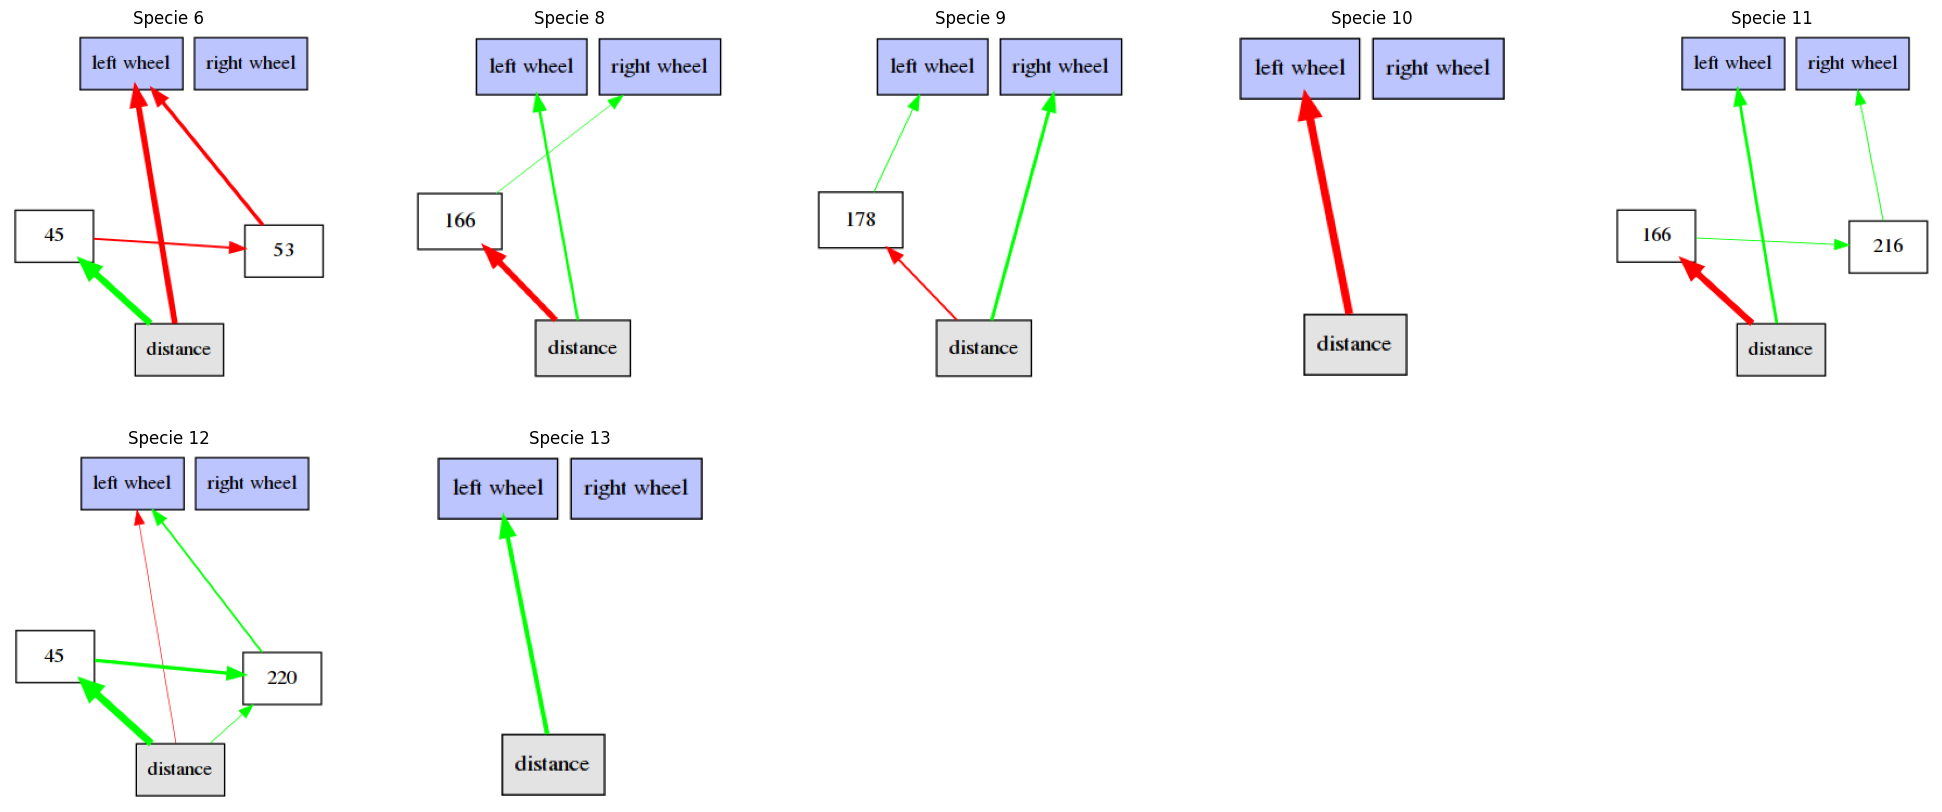 Specie 6
left wheel
right wheel
45
53
distance
Specie 8
left wheel
right wheel
166
distance
Specie 9
left wheel
right wheel
178
distance
Specie 10
left wheel
right wheel
distance
Specie 11
left wheel
right wheel
166
216
distance
Specie 12
left wheel
right wheel
45
220
distance
Specie 13
left wheel
right wheel
distance